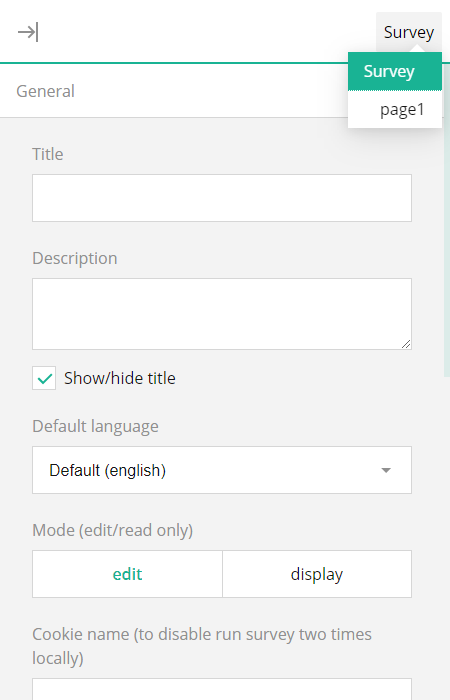 Survey
Survey
page1
General
Title
Description
Show/hide title
Default language
Default (english)
Mode (edit/read only)
edit display
Cookie name (to disable run survey two times
locally)